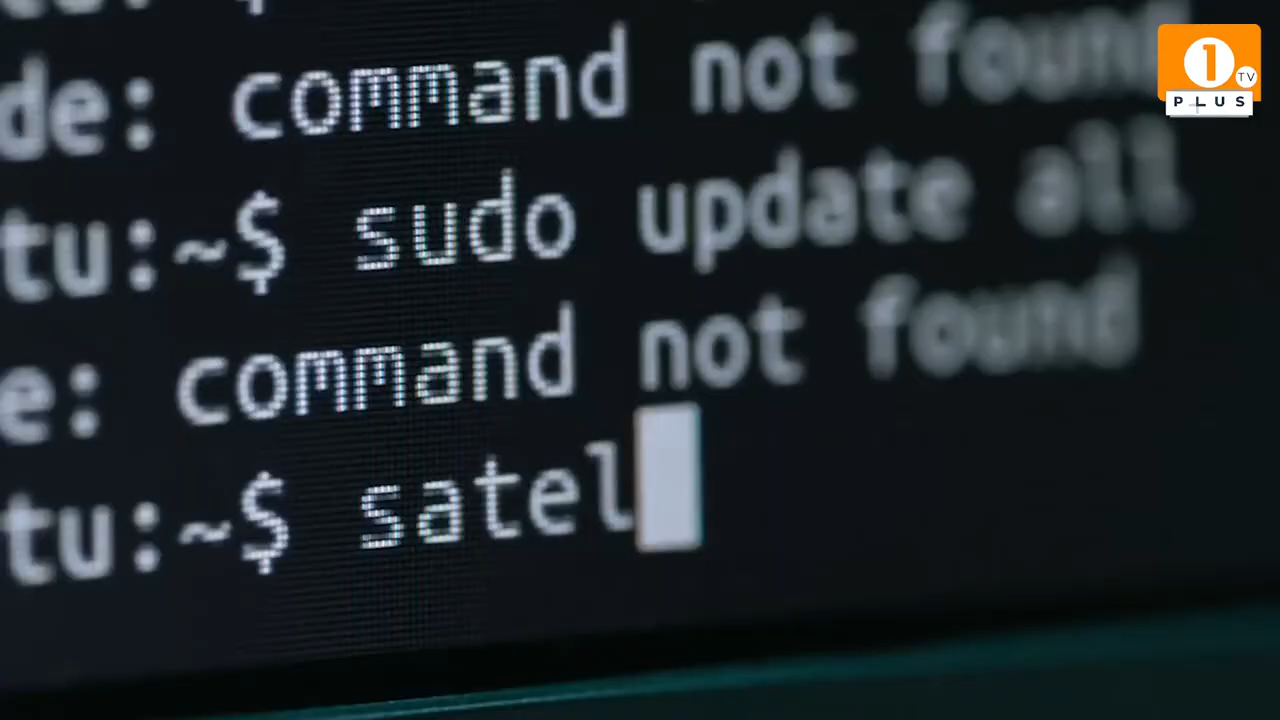 de: command not found
tu:~$ sudo update all
e: command not found
tu:~$ satel
1
TV
PLUS